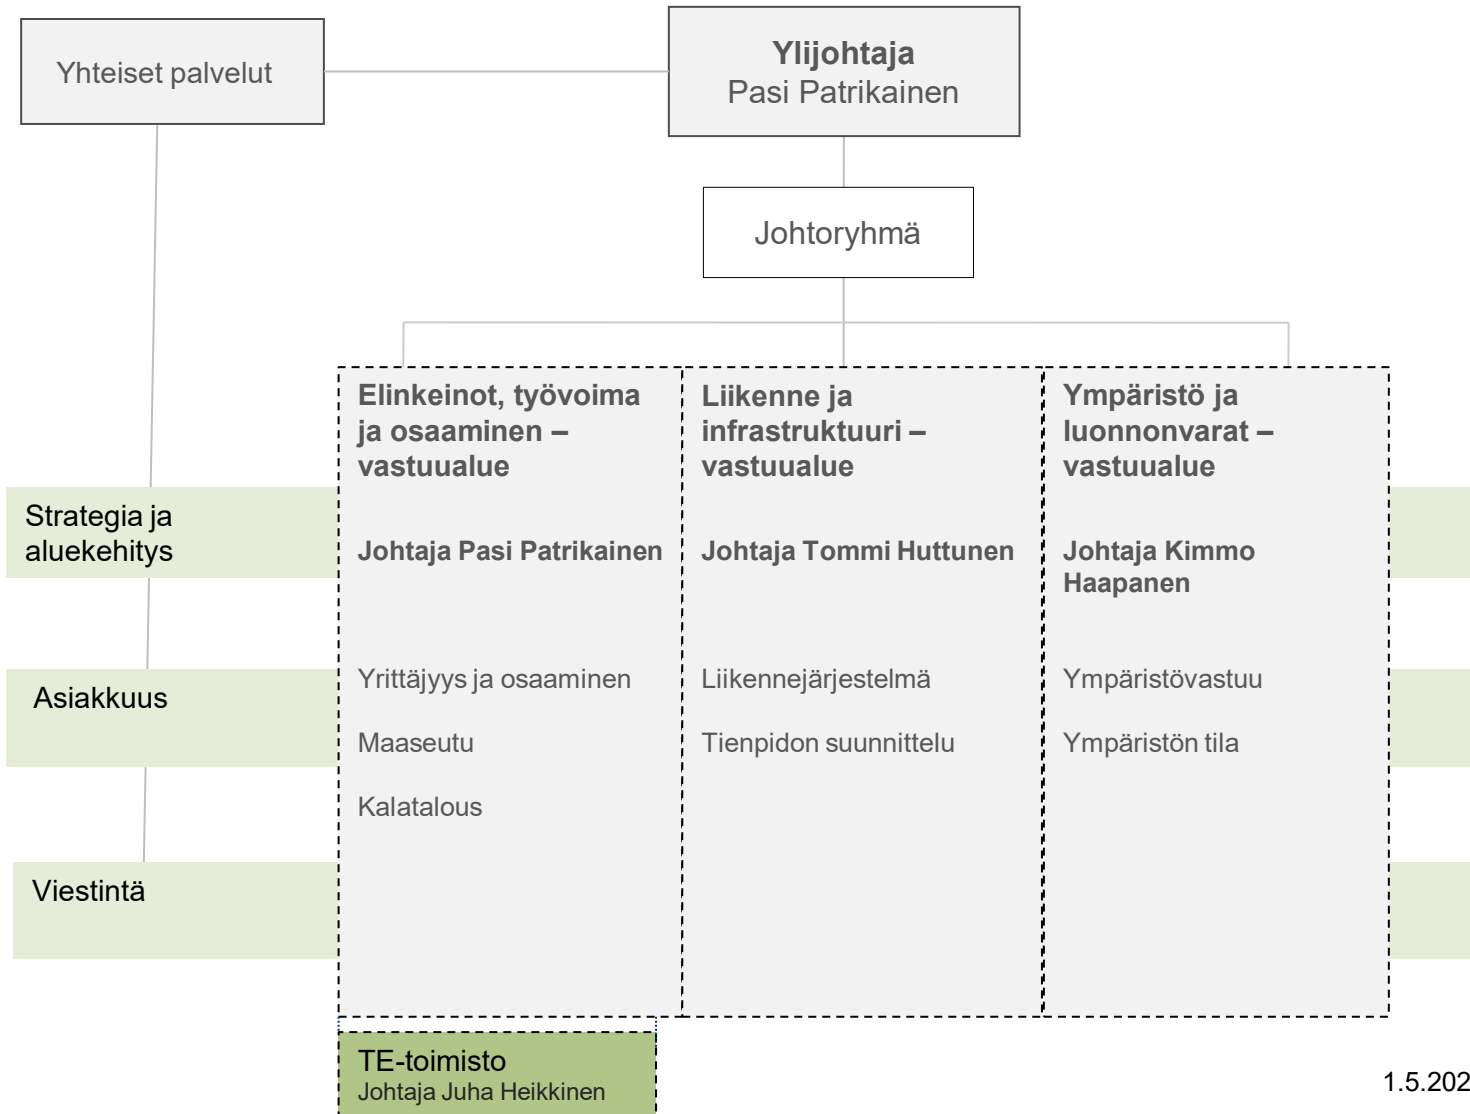 Yhteiset palvelut
Ylijohtaja
Pasi Patrikainen
Johtoryhmä
Elinkeinot, työvoima
ja osaaminen –
vastuualue
Johtaja Pasi Patrikainen
Yrittäjyys ja osaaminen
Maaseutu
Kalatalous
Liikenne ja
infrastruktuuri –
vastuualue
Johtaja Tommi Huttunen
Liikennejärjestelmä
Tienpidon suunnittelu
Ympäristö ja
luonnonvarat –
vastuualue
Johtaja Kimmo
Haapanen
Ympäristövastuu
Ympäristön tila
Strategia ja
aluekehitys
Asiakkuus
Viestintä
TE-toimisto
Johtaja Juha Heikkinen
1.5.202